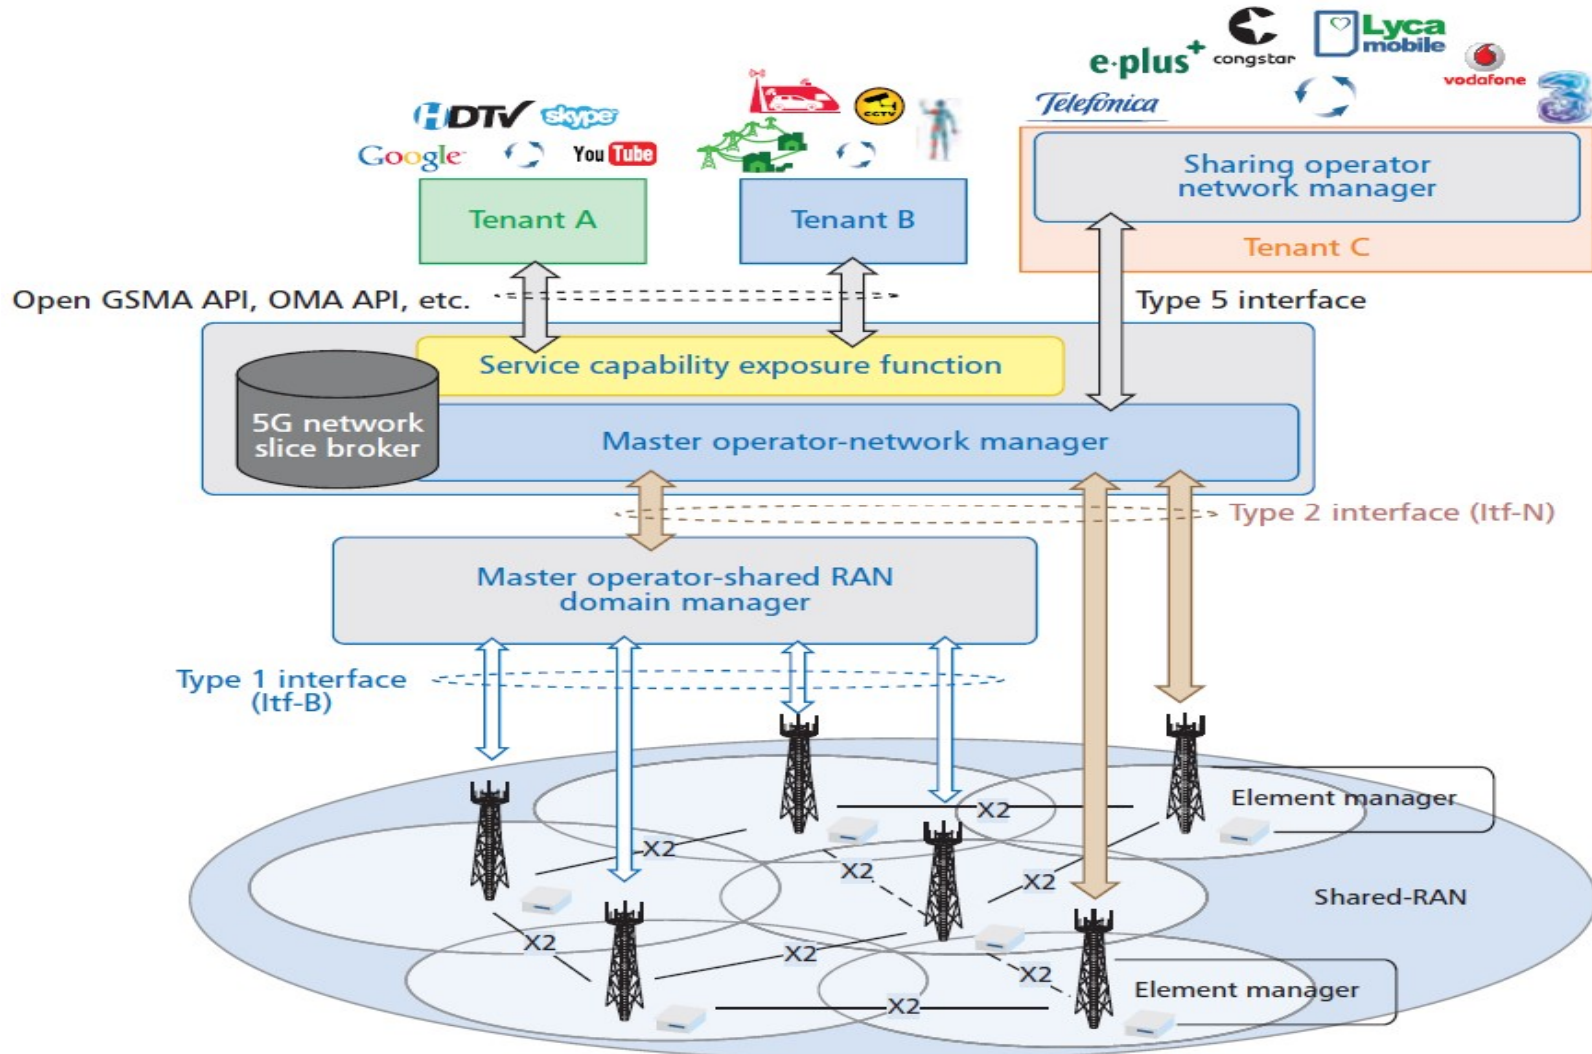 e·plus+
congstar
Lyca
mobile
vodofone
Telefónica
HDTV
skype
CCTV
Google
You Tube
Sharing operator
network manager
Tenant A
Tenant B
Tenant C
Open GSMA API, OMA API, etc.
Type 5 interface
Service capability exposure function
5G network
slice broker
Master operator-network manager
Type 2 interface (Itf-N)
Master operator-shared RAN
domain manager
Type 1 interface
(Itf-B)
Element manager
X2
X2
X2
X2
Shared-RAN
X2
X2
X2
Element manager
X2